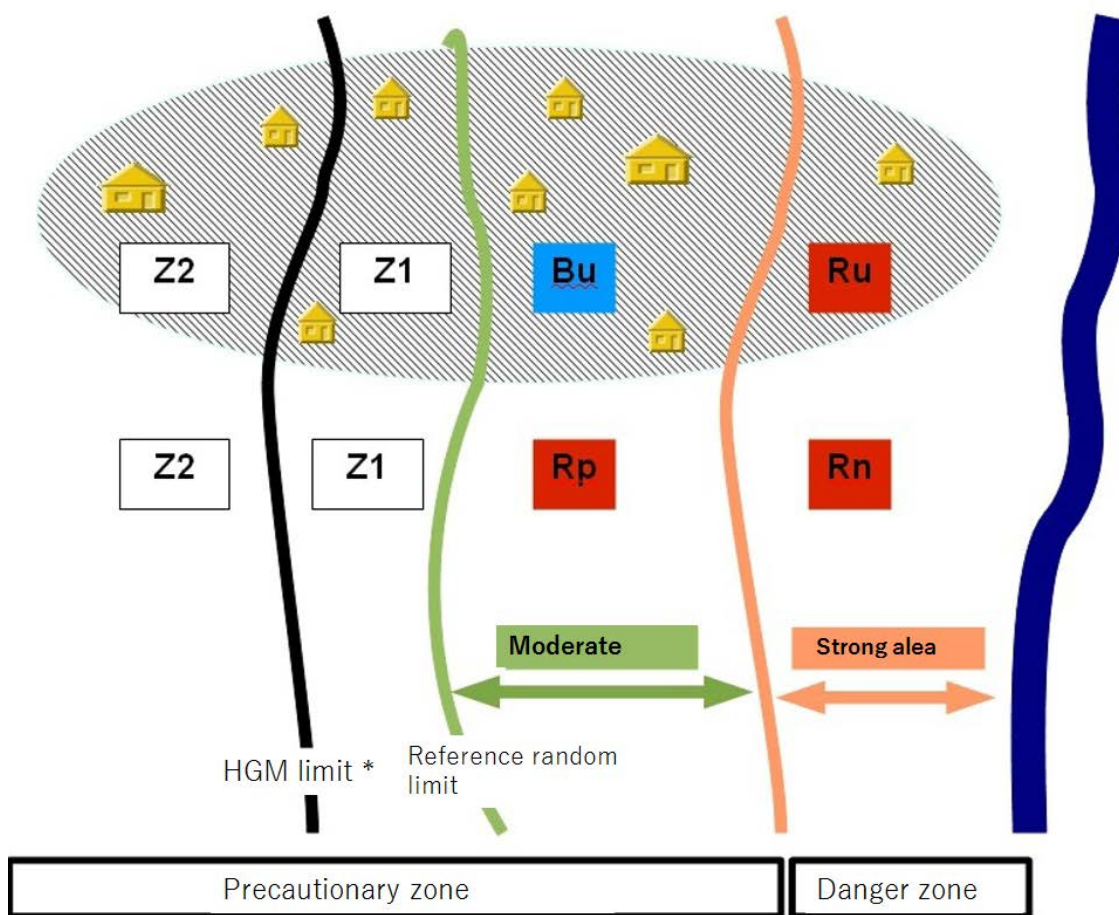 Z2
Z1
Bu
Ru
Z2
Z1
Rp
Rn
Moderate
Strong alea
HGM limit *
Reference random
limit
Precautionary zone
Danger zone